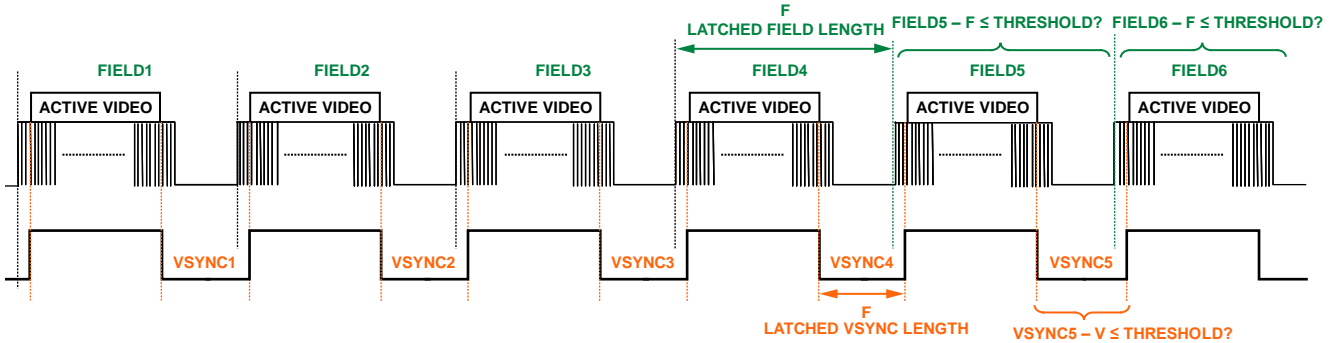 F
LATCHED FIELD LENGTH
FIELD5 – F ≤ THRESHOLD?
FIELD6 – F ≤ THRESHOLD?
FIELD1
FIELD2
FIELD3
FIELD4
FIELD5
FIELD6
ACTIVE VIDEO
ACTIVE VIDEO
ACTIVE VIDEO
ACTIVE VIDEO
ACTIVE VIDEO
ACTIVE VIDEO
VSYNC1
VSYNC2
VSYNC3
VSYNC4
VSYNC5
F
LATCHED VSYNC LENGTH
VSYNC5 – V ≤ THRESHOLD?